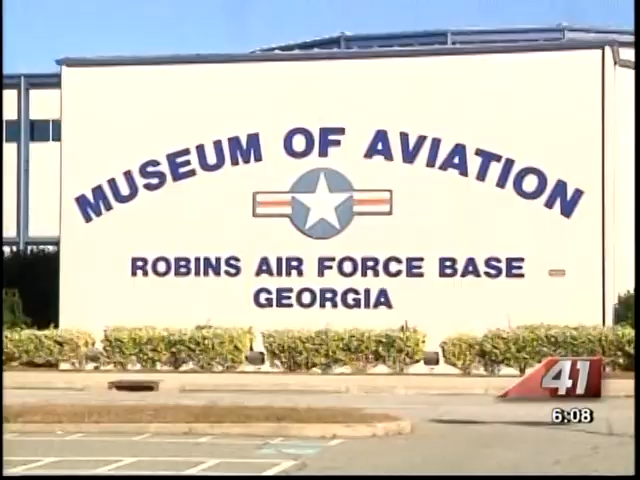 MUSEUM OF AVIATION
ROBINS AIR FORCE BASE
GEORGIA
41
6:08